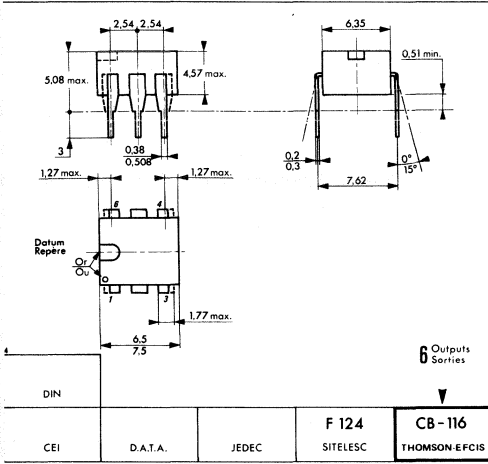 2,54 2,54
5,08 max.
4,57 max.
3
0,38
0,508
6,35
0,51 min.
0,2
0,3
7,62
0°
15°
1,27 max.
1,27 max.
6
4
Datum
Repère
Or
Ou
1
3
1,77 max.
6,5
7,5
6 Outputs
Sorties
4
DIN
CEI
D.A.T.A.
JEDEC
F 124
SITELESC
CB-116
THOMSON-EFCIS